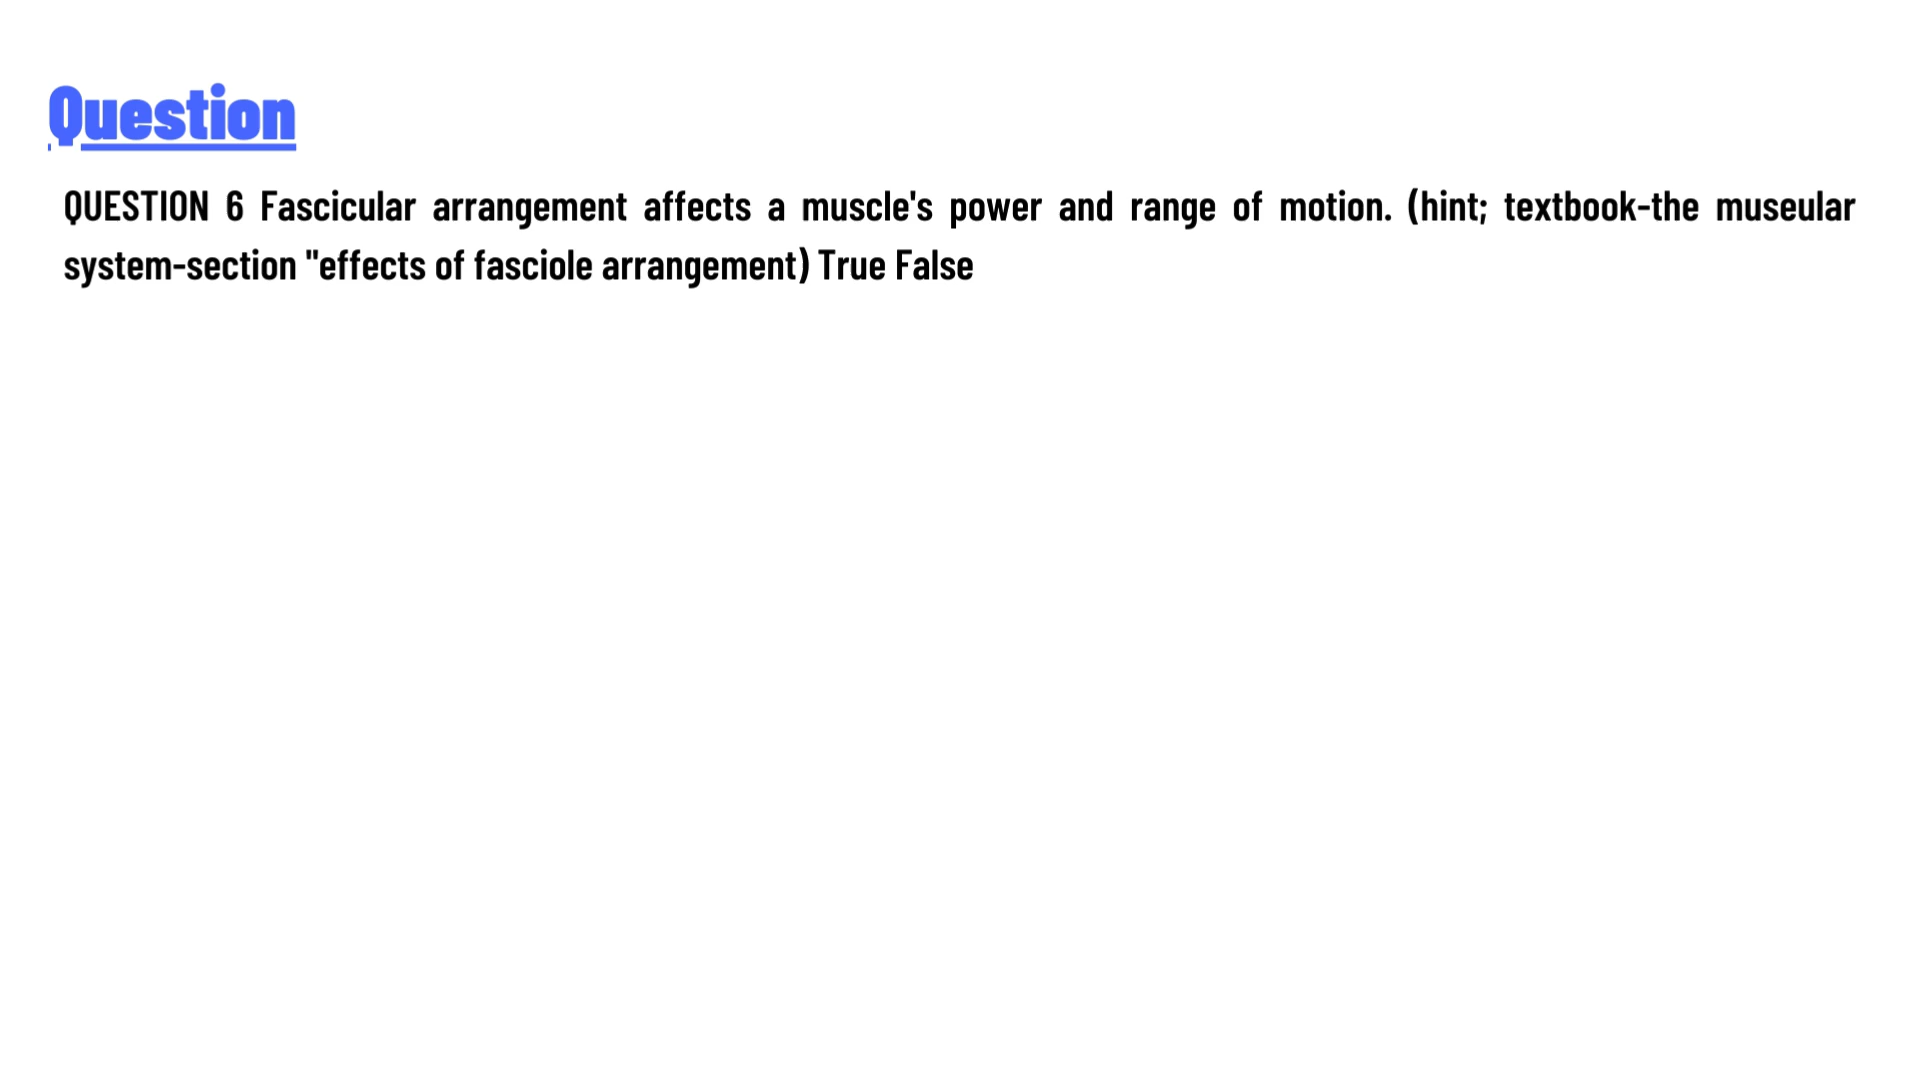 Question
QUESTION 6 Fascicular arrangement affects a muscle's power and range of motion. (hint; textbook-the museular
system-section "effects of fasciole arrangement) True False